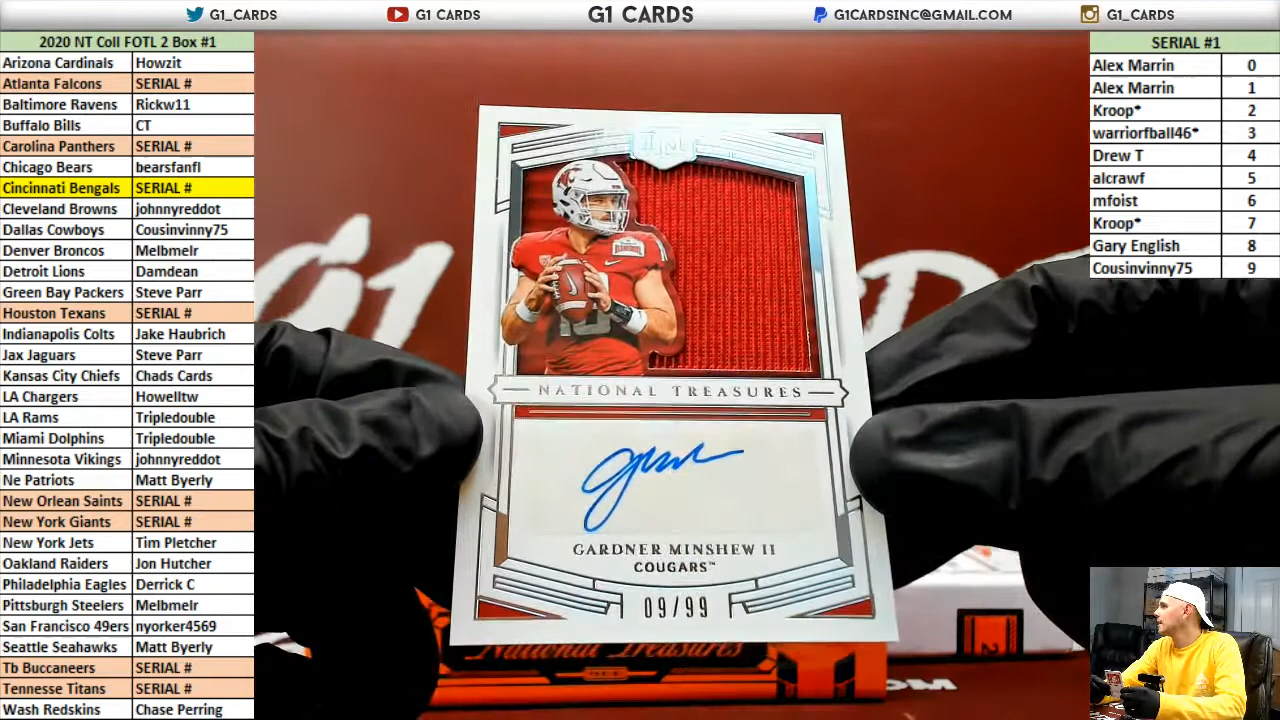 G1_CARDS
G1 CARDS
G1 CARDS
G1CARDSINC@GMAIL.COM
G1_CARDS
2020 NT Coll FOTL 2 Box #1
Arizona Cardinals Howzit
Atlanta Falcons SERIAL #
Baltimore Ravens Rickw11
Buffalo Bills CT
Carolina Panthers SERIAL #
Chicago Bears bearsfanfl
Cincinnati Bengals SERIAL #
Cleveland Browns johnnyreddot
Dallas Cowboys Cousinvinny75
Denver Broncos Melbmelr
Detroit Lions Damdean
Green Bay Packers Steve Parr
Houston Texans SERIAL #
Indianapolis Colts Jake Haubrich
Jax Jaguars Steve Parr
Kansas City Chiefs Chads Cards
LA Chargers Howelltw
LA Rams Tripledouble
Miami Dolphins Tripledouble
Minnesota Vikings johnnyreddot
Ne Patriots Matt Byerly
New Orlean Saints SERIAL #
New York Giants SERIAL #
New York Jets Tim Pletcher
Oakland Raiders Jon Hutcher
Philadelphia Eagles Derrick C
Pittsburgh Steelers Melbmelr
San Francisco 49ers nyorker4569
Seattle Seahawks Matt Byerly
Tb Buccaneers SERIAL #
Tennesse Titans SERIAL #
Wash Redskins Chase Perring
SERIAL #1
Alex Marrin 0
Alex Marrin 1
Kroop* 2
warriorfball46* 3
Drew T 4
alcrawf 5
mfoist 6
Kroop* 7
Gary English 8
Cousinvinny75 9
G1
NATIONAL TREASURES
GARDNER MINSHEW II
COUGARS™
09/99
National Treasures